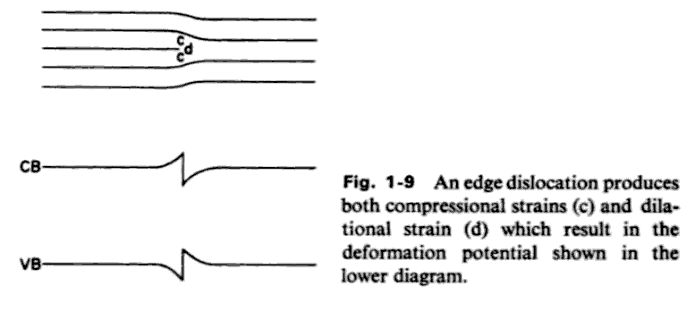 c
d
c
CB
VB
Fig. 1-9 An edge dislocation produces
both compressional strains (c) and dila-
tional strain (d) which result in the
deformation potential shown in the
lower diagram.